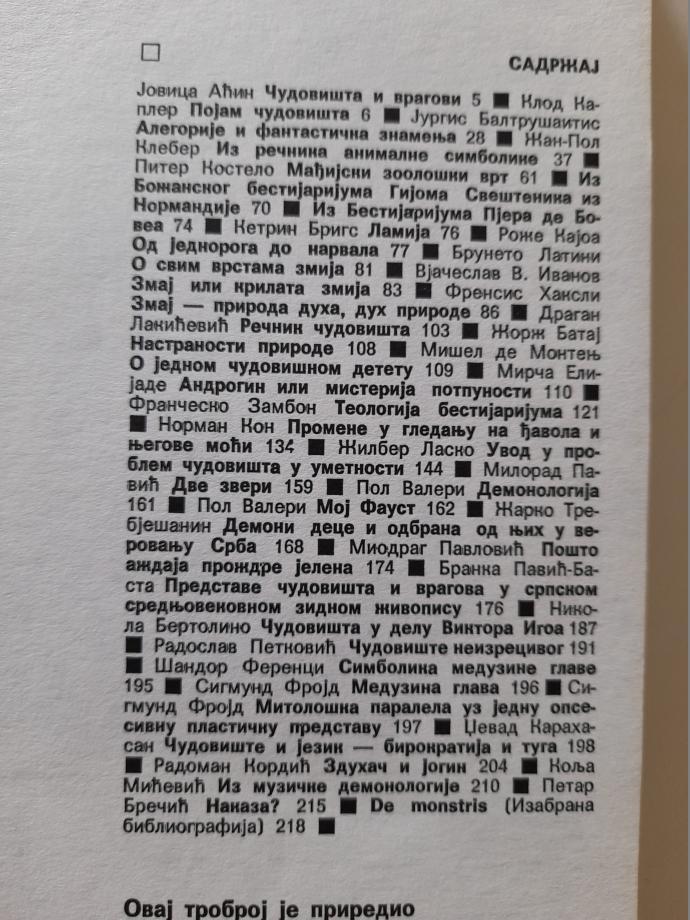 САДРЖАЈ
Јовица Аћин Чудовишта и врагови 5 ■ Клод Ка-
плер Појам чудовишта 6 ■ Јургис Балтрушаитис
Алегорије и фантастична знамења 28 ■ Жан-Пол
Клебер Из речника анималне симболике 37 ■
Питер Костело Мађијски зоолошки врт 61 ■ Из
Божанског бестијаријума Гијома Свештеника из
Нормандије 70 ■ Из Бестијаријума Пјера де Бо-
веа 74 ■ Кетрин Бригс Ламија 76 ■ Роже Кајоа
Од једнорога до нарвала 77 ■ Брунето Латини
О свим врстама змија 81 ■ Вјачеслав В. Иванов
Змај или крилата змија 83 ■ Френсис Хаксли
Змај — природа духа, дух природе 86 ■ Драган
Лакићевић Речник чудовишта 103 ■ Жорж Батај
Настраности природе 108 ■ Мишел де Монтењ
О једном чудовишном детету 109 ■ Мирча Ели-
јаде Андрогин или мистерија потпуности 110 ■
Франческо Замбон Теологија бестијаријума 121
■ Норман Кон Промене у гледању на ђавола и
његове моћи 134 ■ Жилбер Ласко Увод у про-
блем чудовишта у уметности 144 ■ Милорад Па-
вић Две звери 159 ■ Пол Валери Демонологија
161 ■ Пол Валери Мој Фауст 162 ■ Жарко Тре-
бјешанин Демони деце и одбрана од њих у ве-
ровању Срба 168 ■ Миодраг Павловић Пошто
аждаја прождре јелена 174 ■ Бранка Павић-Ба-
ста Представе чудовишта и врагова у српском
средњовековном зидном живопису 176 ■ Нико-
ла Бертолино Чудовишта у делу Виктора Игоа 187
■ Радослав Петковић Чудовиште неизрецивог 191
■ Шандор Ференци Симболика медузине главе
195 ■ Сигмунд Фројд Медузина глава 196 ■ Си-
гмунд Фројд Митолошка паралела уз једну опсе-
сивну пластичну представу 197 ■ Џевад Караха-
сан Чудовиште и језик — бирократија и туга 198
■ Радоман Кордић Здухач и јогин 204 ■ Коља
Мићевић Из музичке демонологије 210 ■ Петар
Бречић Наказа? 215 ■ De monstris (Изабрана
библиографија) 218 ■
Овај троброј је приредио